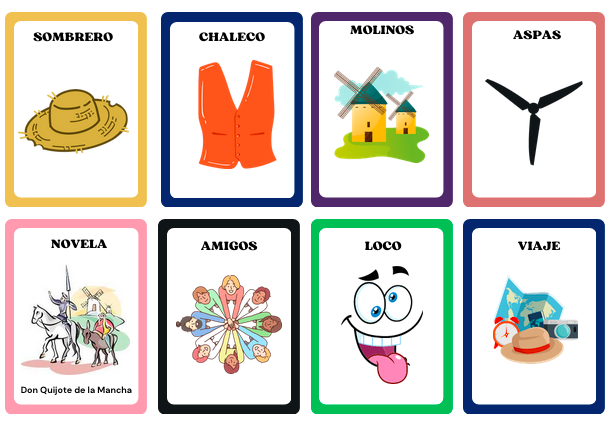 SOMBRERO
CHALECO
MOLINOS
ASPAS
NOVELA
Don Quijote de la Mancha
AMIGOS
LOCO
VIAJE